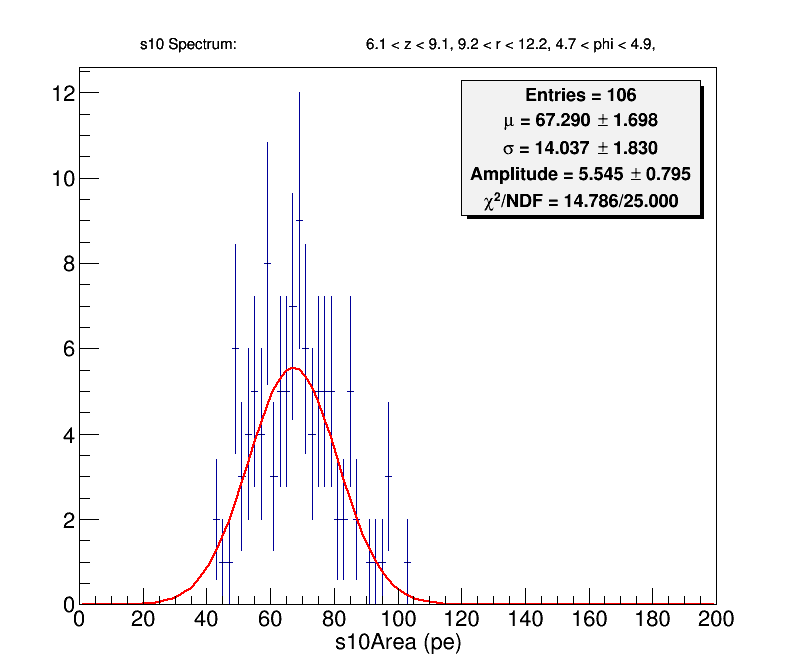 s10 Spectrum: 6.1 < z < 9.1, 9.2 < r < 12.2, 4.7 < phi < 4.9,
Entries = 106
μ = 67.290 ± 1.698
σ = 14.037 ± 1.830
Amplitude = 5.545 ± 0.795
χ²/NDF = 14.786/25.000
12
10
8
6
4
2
0
0 20 40 60 80 100 120 140 160 180 200
s10Area (pe)